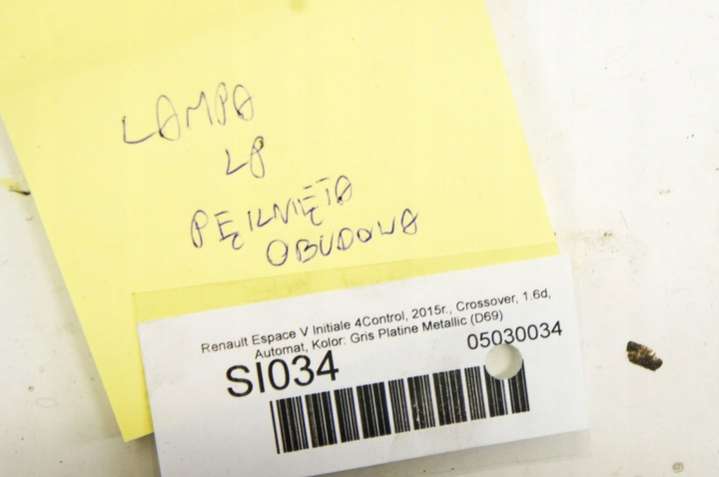 LAMPA
LP
PĘKNIĘTA
OBUDOWA
Renault Espace V Initiale 4Control, 2015r., Crossover, 1.6d,
Automat, Kolor: Gris Platine Metallic (D69)
05030034
SI034